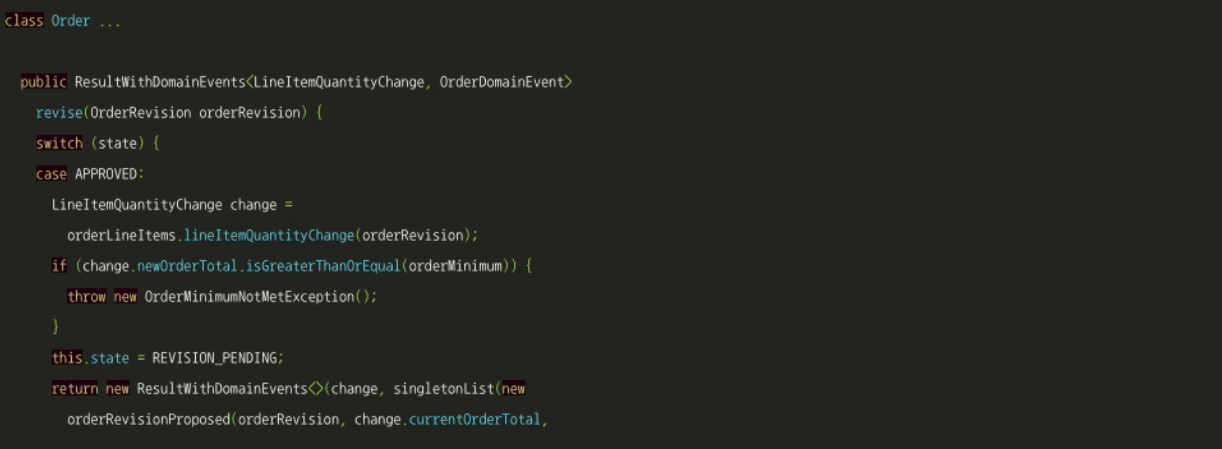 class Order ...
public ResultWithDomainEvents<LineItemQuantityChange, OrderDomainEvent>
revise(OrderRevision orderRevision) {
switch (state) {
case APPROVED:
LineItemQuantityChange change =
orderLineItems.lineItemQuantityChange(orderRevision);
if (change.newOrderTotal.isGreaterThanOrEqual(orderMinimum)) {
throw new OrderMinimumNotMetException();
}
this.state = REVISION_PENDING;
return new ResultWithDomainEvents<>(change, singletonList(new
orderRevisionProposed(orderRevision, change.currentOrderTotal,